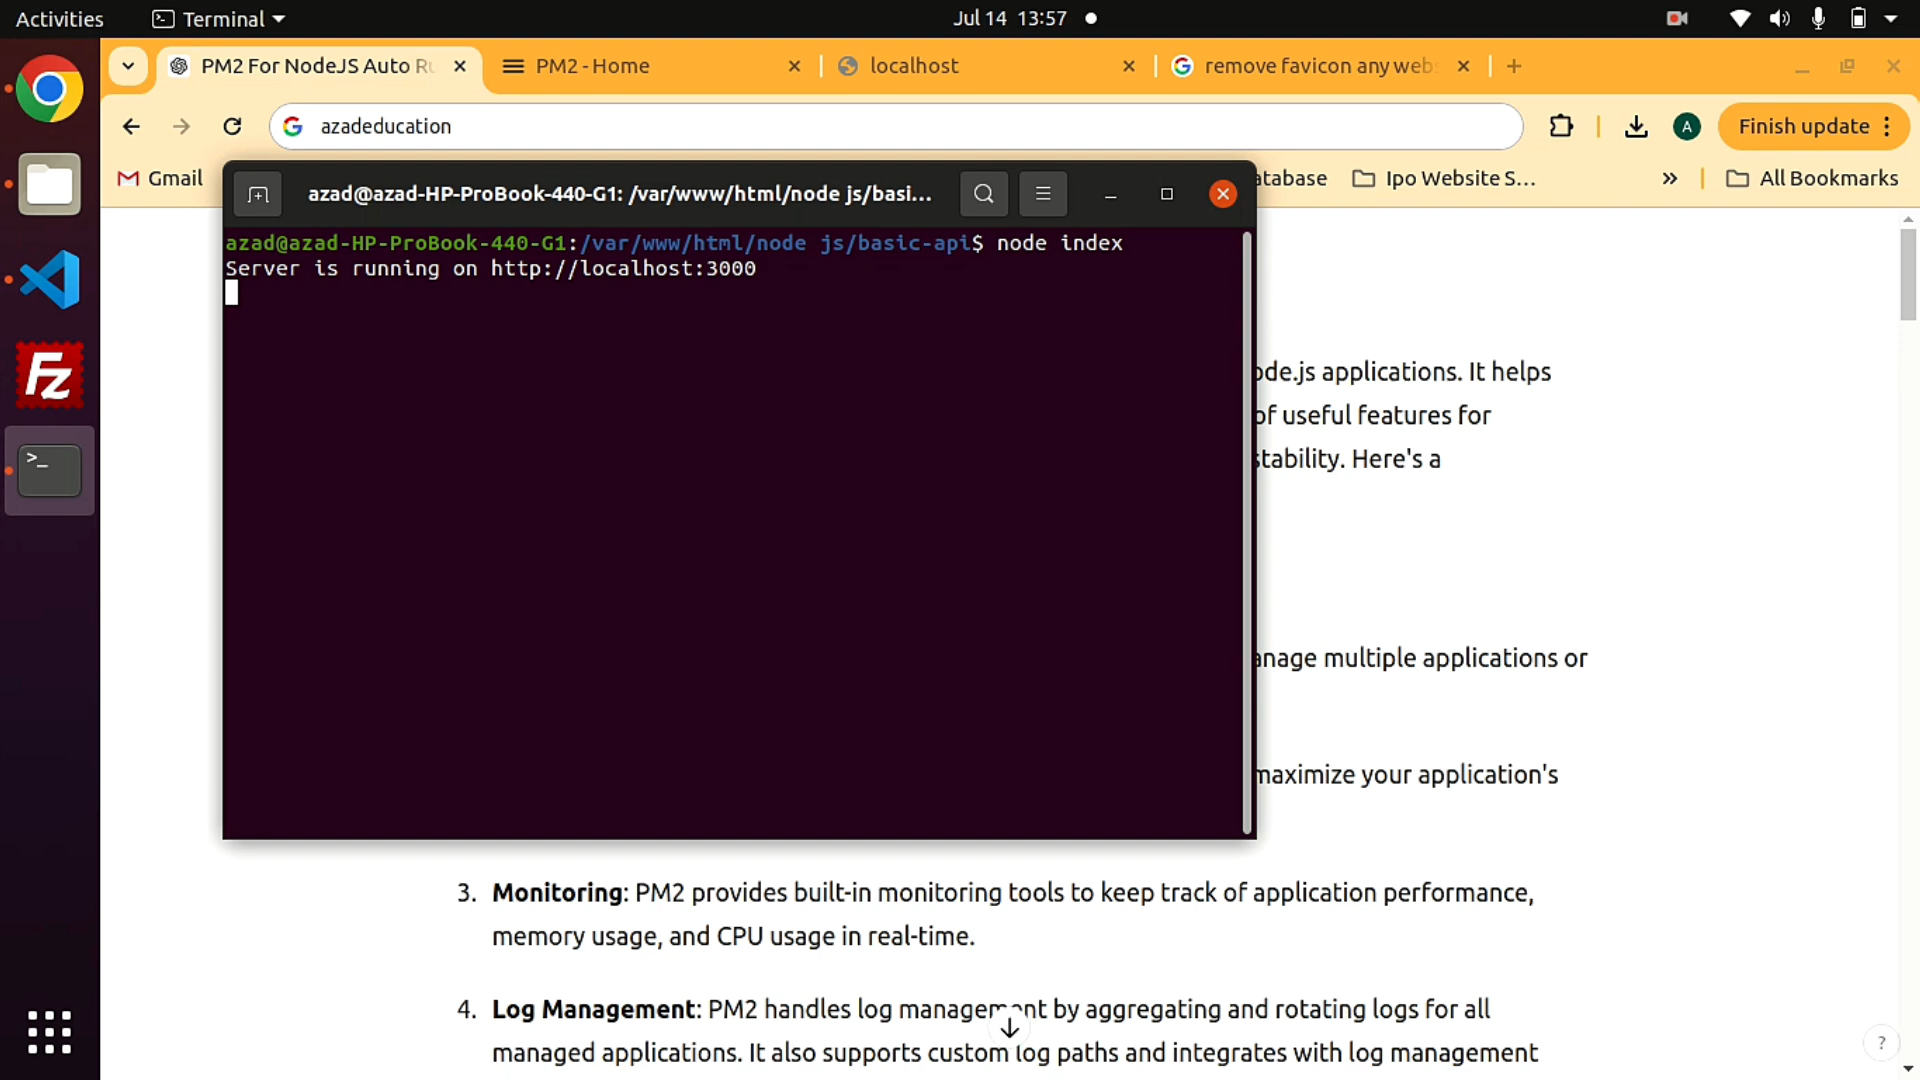 Activities
Terminal
Jul 14 13:57
PM2 For NodeJS Auto Ru
PM2 - Home
localhost
remove favicon any webs
azadeducation
A
Finish update
Gmail
atabase
Ipo Website S...
All Bookmarks
azad@azad-HP-ProBook-440-G1: /var/www/html/node js/basi...
azad@azad-HP-ProBook-440-G1:/var/www/html/node js/basic-api$ node index
Server is running on http://localhost:3000
ode.js applications. It helps
of useful features for
stability. Here's a
anage multiple applications or
maximize your application's
3. Monitoring: PM2 provides built-in monitoring tools to keep track of application performance,
memory usage, and CPU usage in real-time.
4. Log Management: PM2 handles log management by aggregating and rotating logs for all
managed applications. It also supports custom log paths and integrates with log management